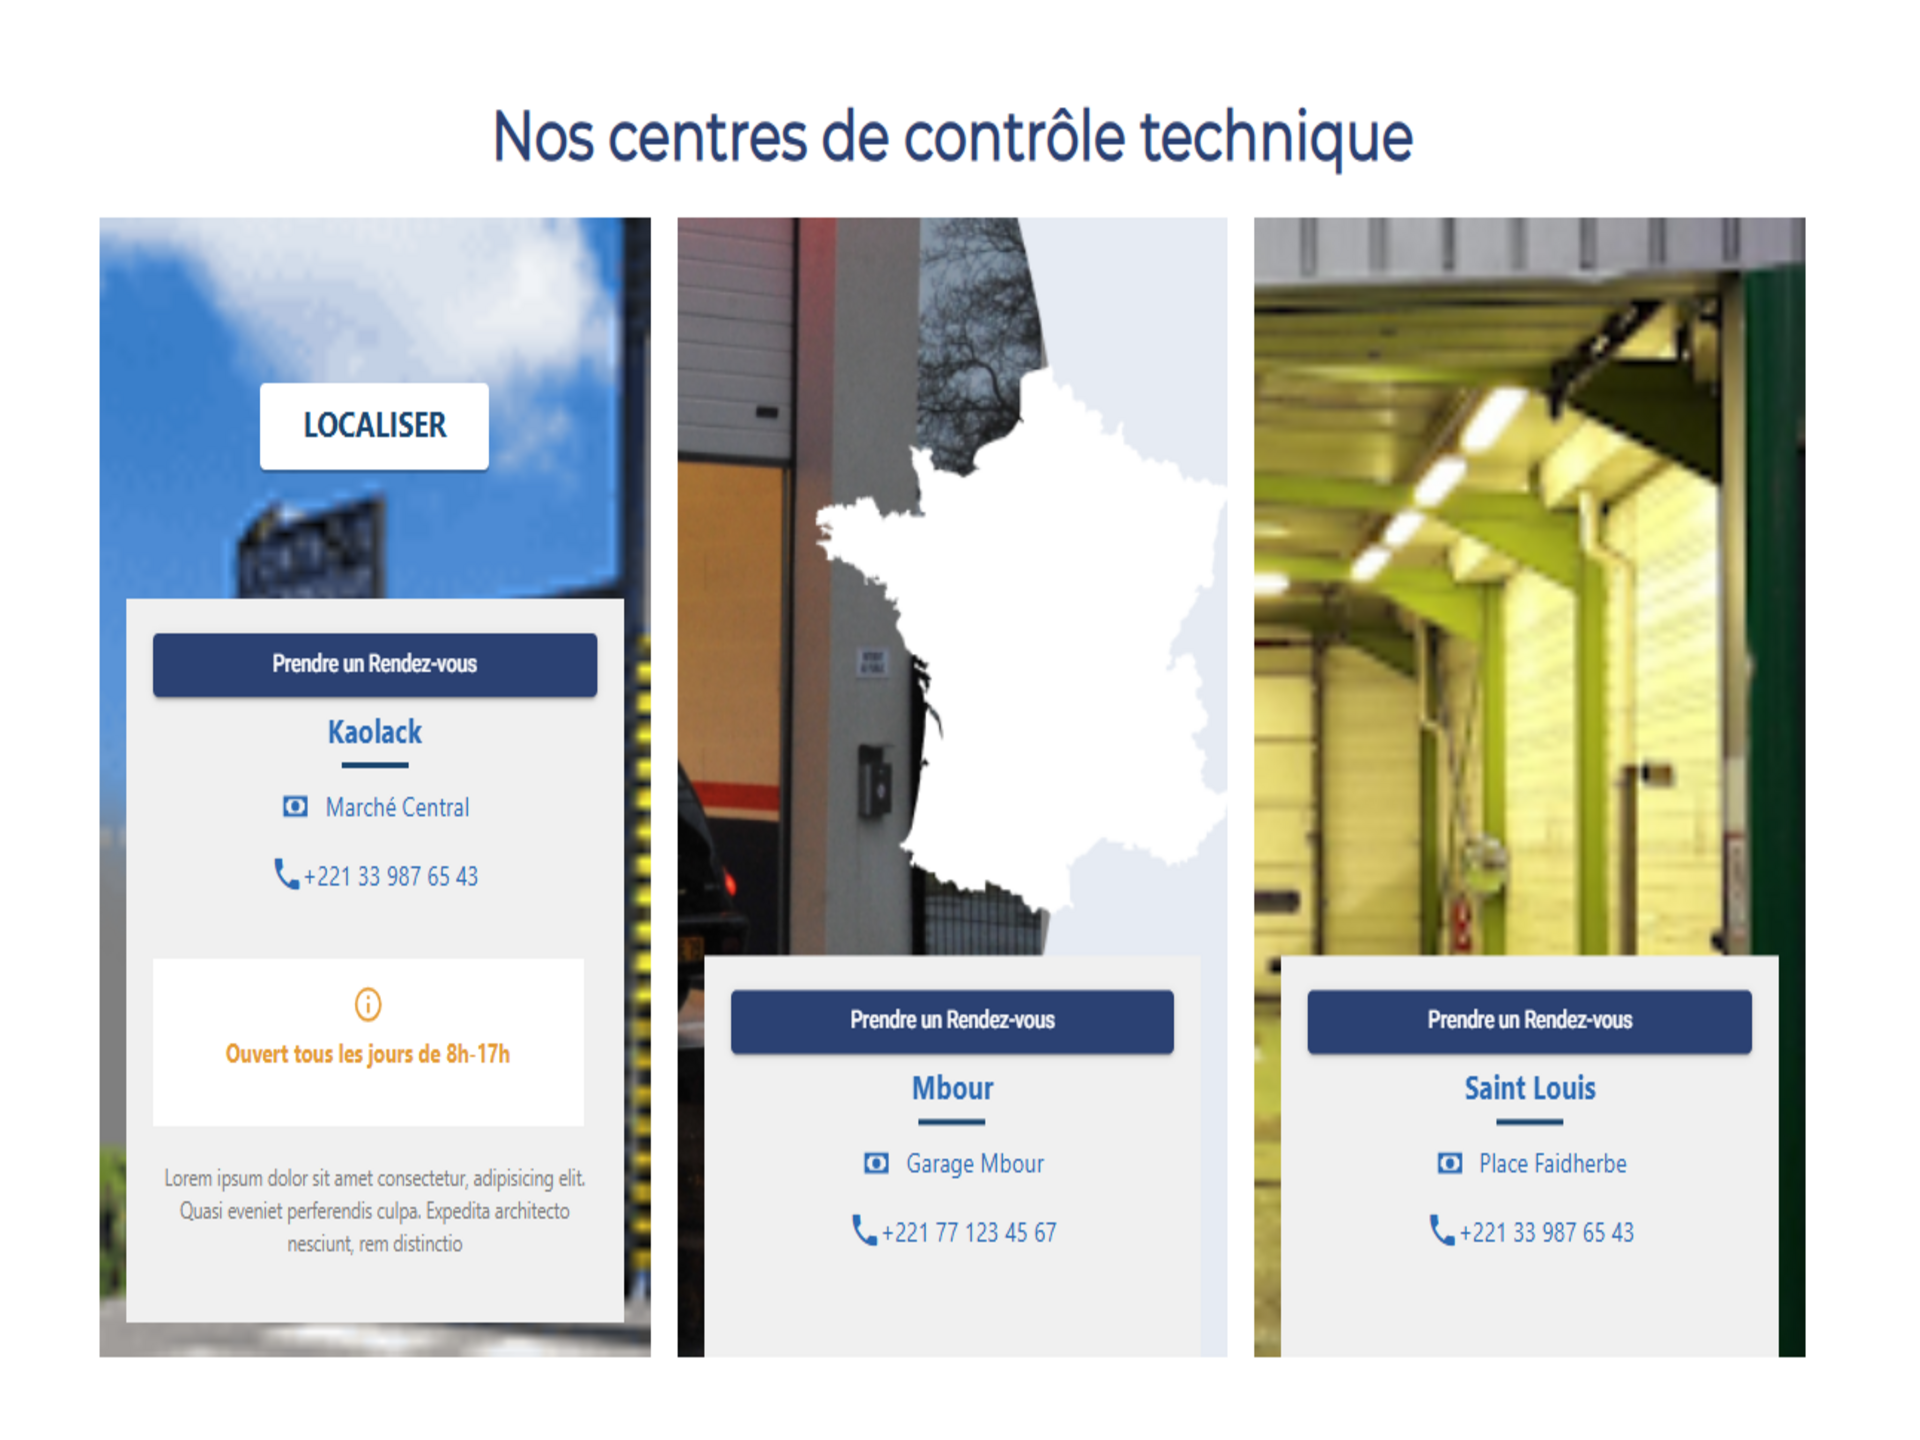 Nos centres de contrôle technique
LOCALISER
Prendre un Rendez-vous
Kaolack
Marché Central
+221 33 987 65 43
Ouvert tous les jours de 8h-17h
Lorem ipsum dolor sit amet consectetur, adipisicing elit.
Quasi eveniet perferendis culpa. Expedita architecto
nesciunt, rem distinctio
Prendre un Rendez-vous
Mbour
Garage Mbour
+221 77 123 45 67
Prendre un Rendez-vous
Saint Louis
Place Faidherbe
+221 33 987 65 43